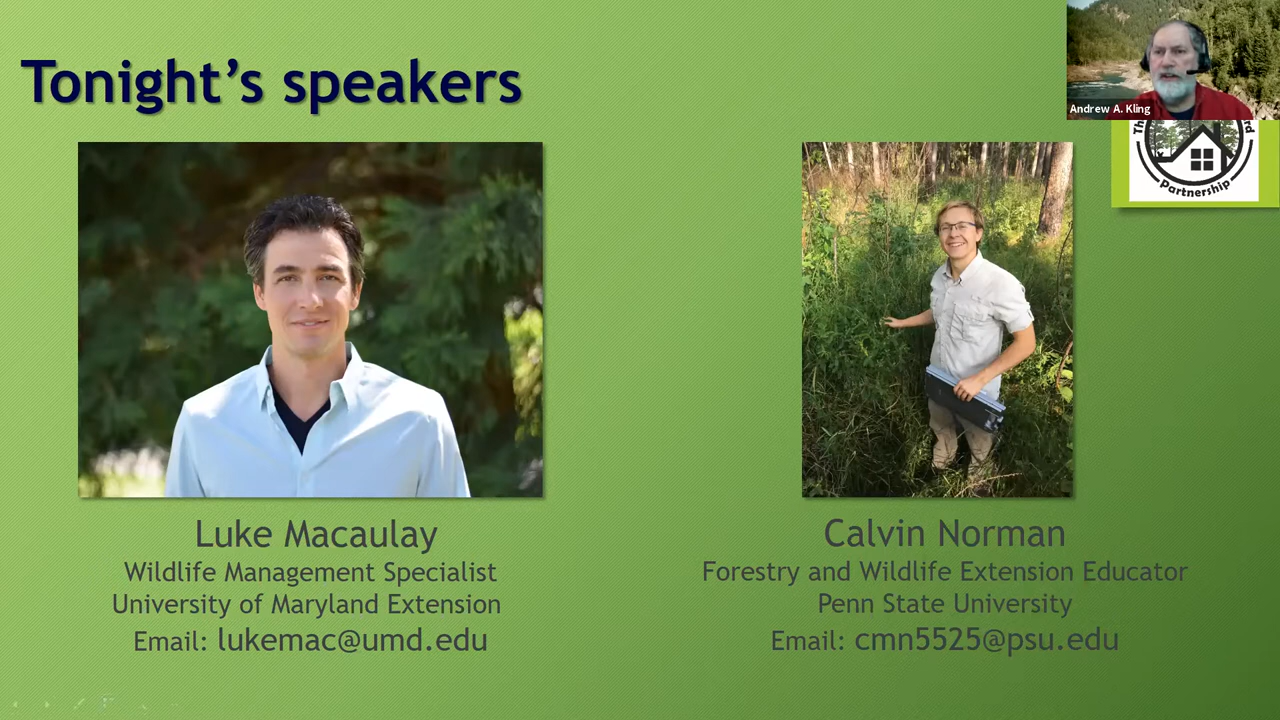 Tonight’s speakers
Andrew A. Kling
Partnership
Luke Macaulay
Wildlife Management Specialist
University of Maryland Extension
Email: lukemac@umd.edu
Calvin Norman
Forestry and Wildlife Extension Educator
Penn State University
Email: cmn5525@psu.edu